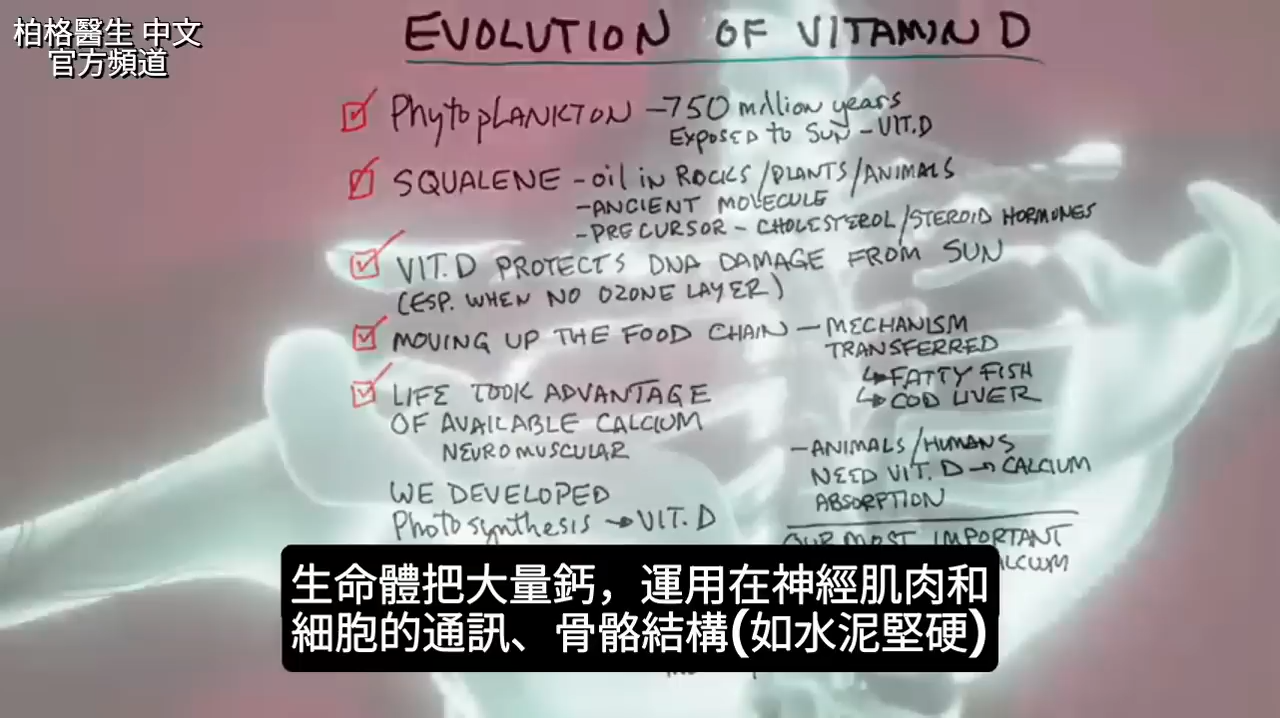 柏格醫生 中文
官方頻道
EVOLUTION OF VITAMIN D
PhytoPLANKTON – 750 million years
EXPOSED to SUN – VIT.D
SQUALENE – oil in ROCKS/PLANTS/ANIMALS
– ANCIENT MOLECULE
– PRECURSOR – CHOLESTEROL/STEROID HORMONES
VIT.D PROTECTS DNA DAMAGE FROM SUN
(ESP. WHEN NO OZONE LAYER)
MOVING UP THE FOOD CHAIN – MECHANISM
TRANSFERRED
↳ FATTY FISH
↳ COD LIVER
LIFE TOOK ADVANTAGE
OF AVAILABLE CALCIUM
NEUROMUSCULAR
– ANIMALS/HUMANS
NEED VIT. D → CALCIUM
ABSORPTION
WE DEVELOPED
Photosynthesis → VIT. D
OUR MOST IMPORTANT
CALCIUM
生命體把大量鈣，運用在神經肌肉和
細胞的通訊、骨骼結構(如水泥堅硬)